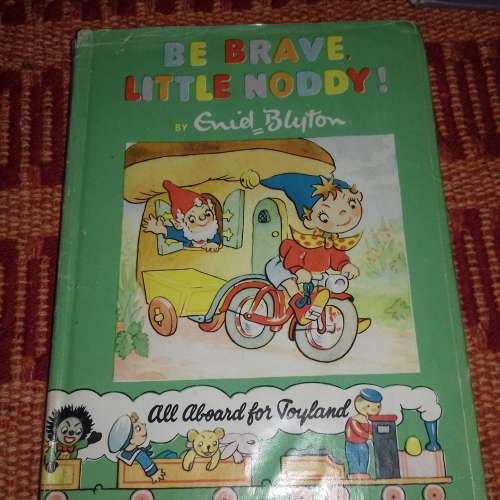 BE BRAVE,
LITTLE NODDY!
BY Enid Blyton
All Aboard for Toyland